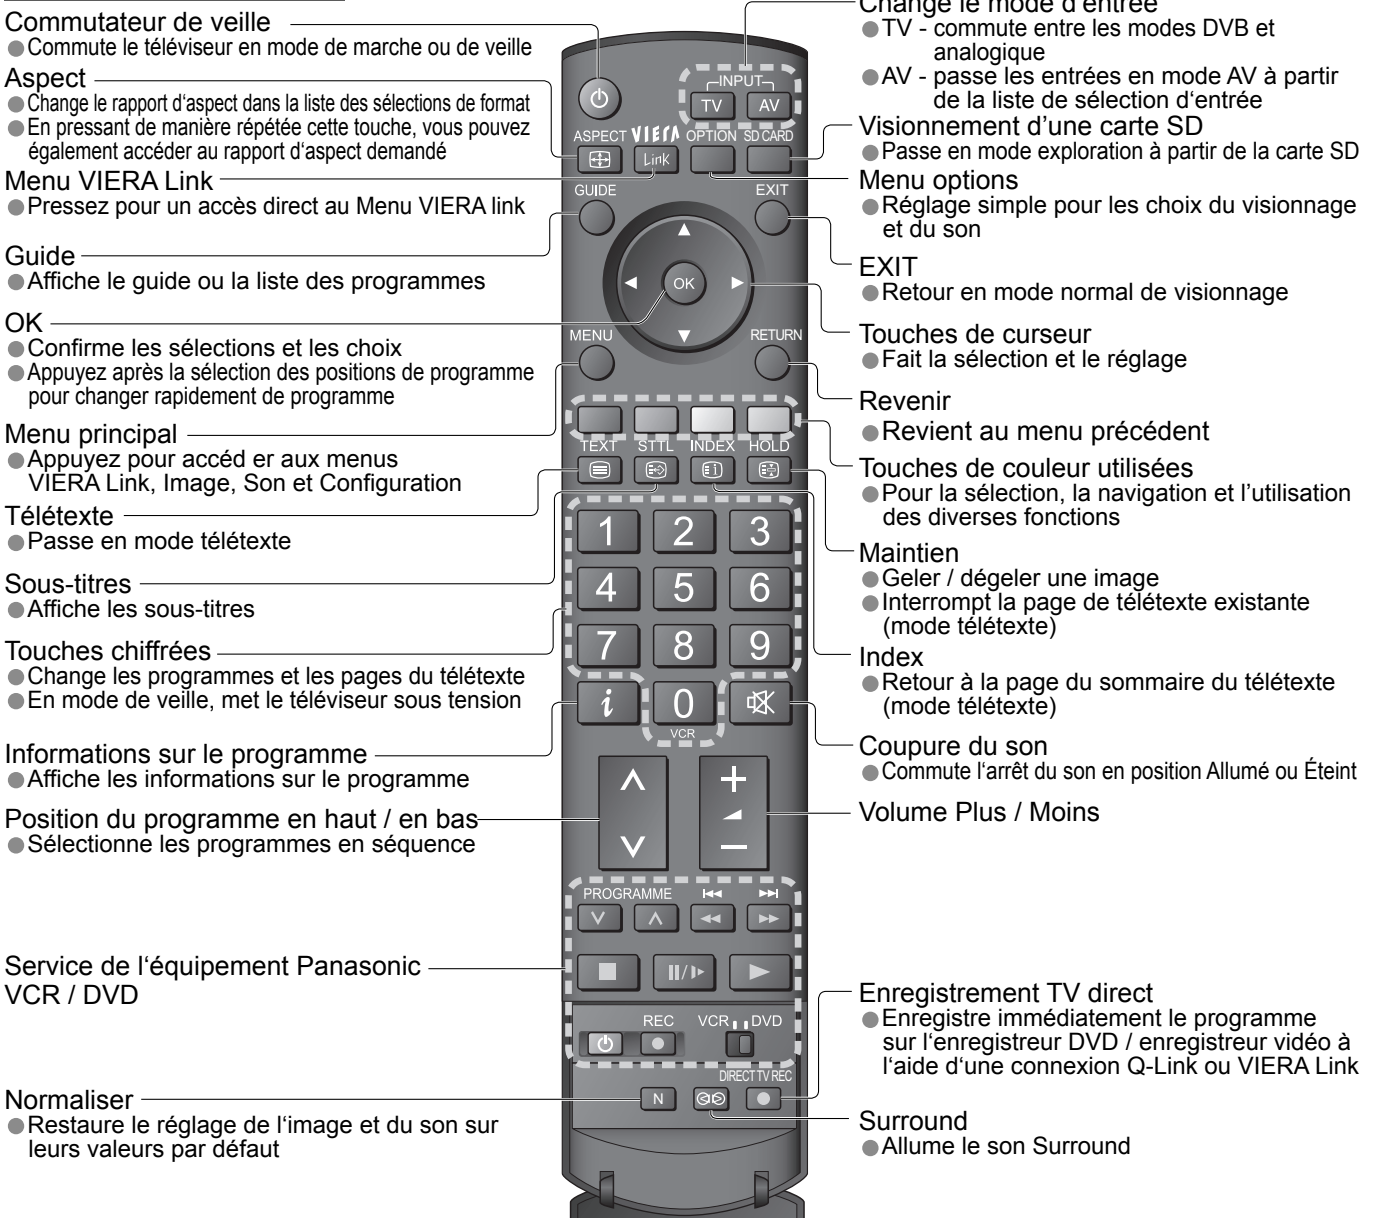 Commutateur de veille
●Commute le téléviseur en mode de marche ou de veille
Aspect
●Change le rapport d‘aspect dans la liste des sélections de format
●En pressant de manière répétée cette touche, vous pouvez
également accéder au rapport d‘aspect demandé
Menu VIERA Link
●Pressez pour un accès direct au Menu VIERA link
Guide
●Affiche le guide ou la liste des programmes
OK
●Confirme les sélections et les choix
●Appuyez après la sélection des positions de programme
pour changer rapidement de programme
Menu principal
●Appuyez pour accéd er aux menus
VIERA Link, Image, Son et Configuration
Télétexte
●Passe en mode télétexte
Sous-titres
●Affiche les sous-titres
Touches chiffrées
●Change les programmes et les pages du télétexte
●En mode de veille, met le téléviseur sous tension
Informations sur le programme
●Affiche les informations sur le programme
Position du programme en haut / en bas
●Sélectionne les programmes en séquence
Service de l‘équipement Panasonic
VCR / DVD
Normaliser
●Restaure le réglage de l‘image et du son sur
leurs valeurs par défaut
INPUT
TV AV
ASPECT VIERA OPTION SD CARD
Link
GUIDE EXIT
OK
MENU RETURN
TEXT STTL INDEX HOLD
1 2 3
4 5 6
7 8 9
i 0
VCR
PROGRAMME
REC VCR DVD
DIRECT TV REC
N
Change le mode d‘entrée
●TV - commute entre les modes DVB et
analogique
●AV - passe les entrées en mode AV à partir
de la liste de sélection d‘entrée
Visionnement d’une carte SD
●Passe en mode exploration à partir de la carte SD
Menu options
●Réglage simple pour les choix du visionnage
et du son
EXIT
●Retour en mode normal de visionnage
Touches de curseur
●Fait la sélection et le réglage
Revenir
●Revient au menu précédent
Touches de couleur utilisées
●Pour la sélection, la navigation et l’utilisation
des diverses fonctions
Maintien
●Geler / dégeler une image
●Interrompt la page de télétexte existante
(mode télétexte)
Index
●Retour à la page du sommaire du télétexte
(mode télétexte)
Coupure du son
●Commute l‘arrêt du son en position Allumé ou Éteint
Volume Plus / Moins
Enregistrement TV direct
●Enregistre immédiatement le programme
sur l‘enregistreur DVD / enregistreur vidéo à
l‘aide d‘une connexion Q-Link ou VIERA Link
Surround
●Allume le son Surround